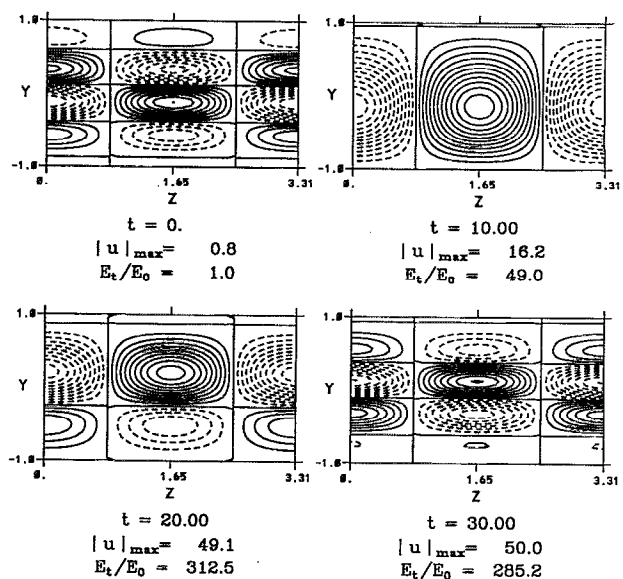 1.0
Y
-1.0
0.
1.65
3.31
Z
t = 0.
|u|max= 0.8
Et/E0 = 1.0
1.0
Y
-1.0
0.
1.65
3.31
Z
t = 10.00
|u|max= 16.2
Et/E0 = 49.0
1.0
Y
-1.0
0.
1.65
3.31
Z
t = 20.00
|u|max= 49.1
Et/E0 = 312.5
1.0
Y
-1.0
0.
1.65
3.31
Z
t = 30.00
|u|max= 50.0
Et/E0 = 285.2